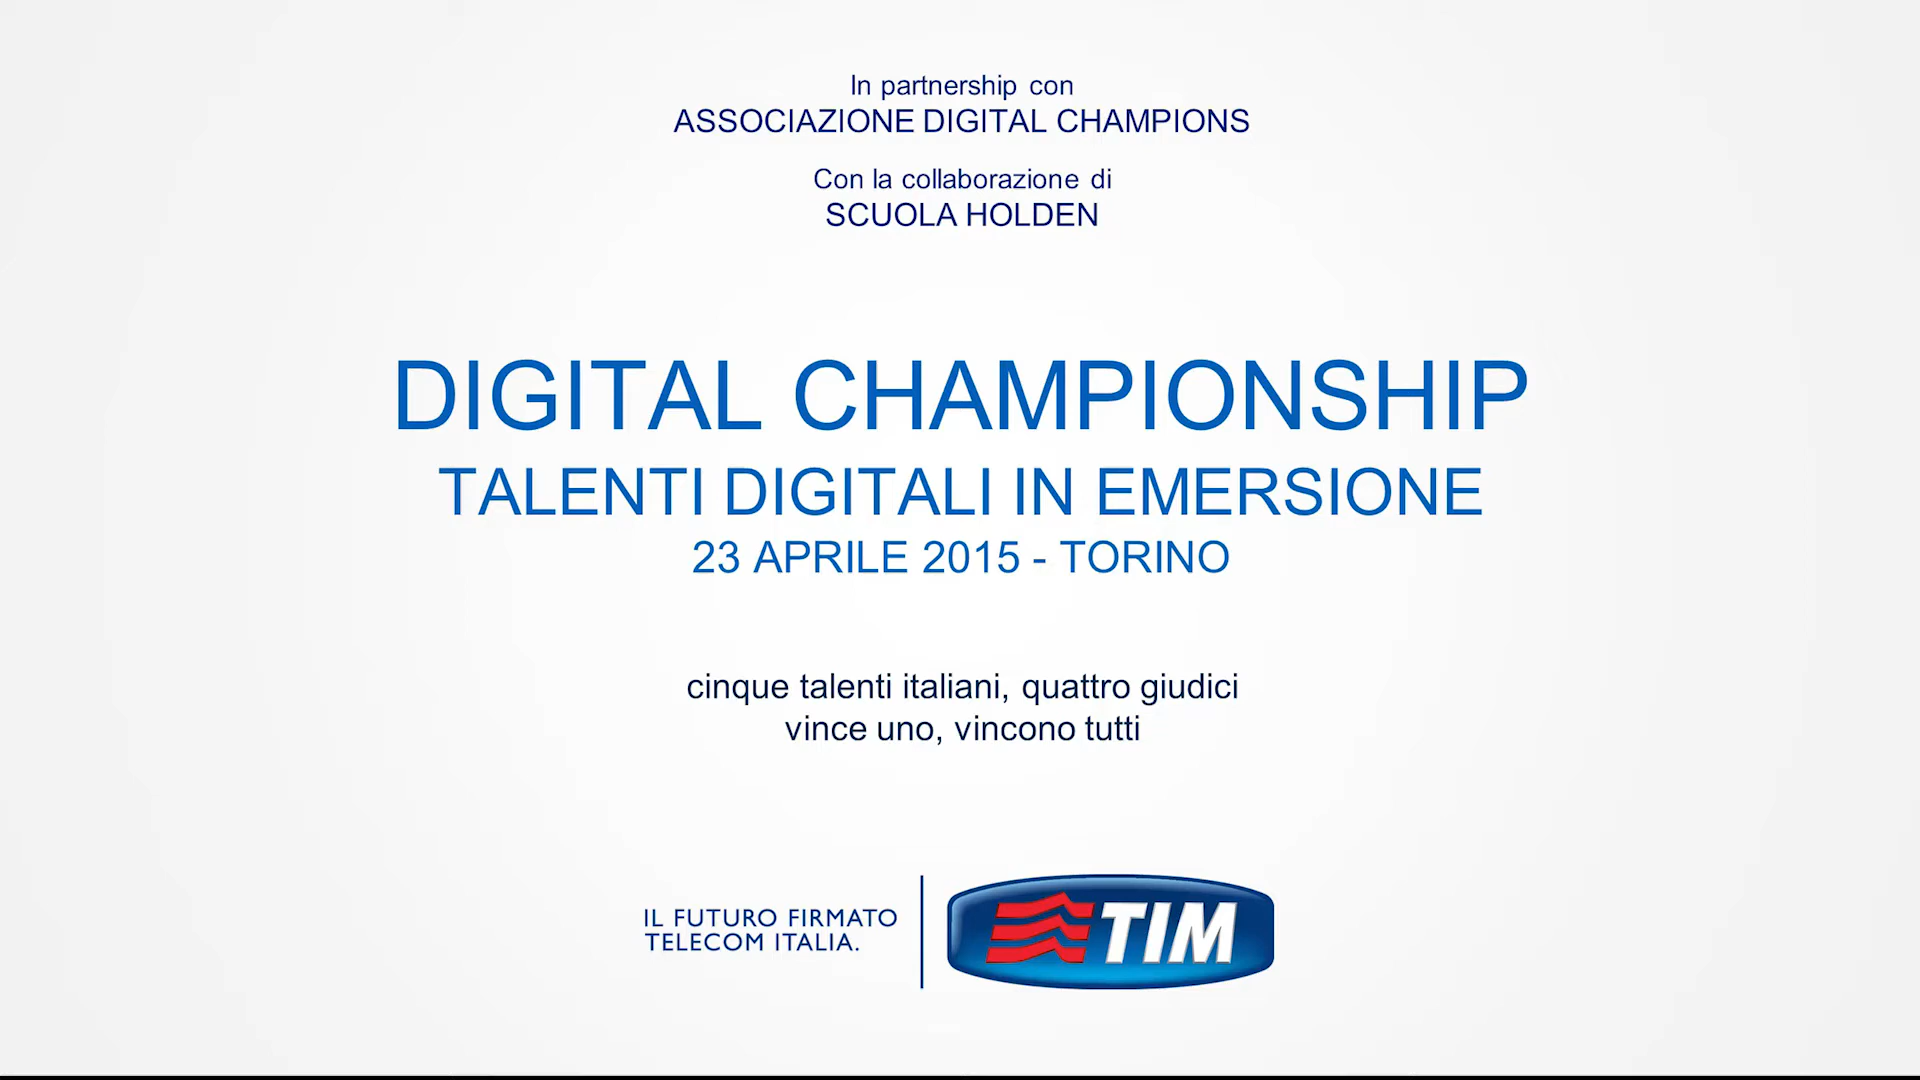 In partnership con
ASSOCIAZIONE DIGITAL CHAMPIONS
Con la collaborazione di
SCUOLA HOLDEN
DIGITAL CHAMPIONSHIP
TALENTI DIGITALI IN EMERSIONE
23 APRILE 2015 - TORINO
cinque talenti italiani, quattro giudici
vince uno, vincono tutti
IL FUTURO FIRMATO
TELECOM ITALIA.
TIM